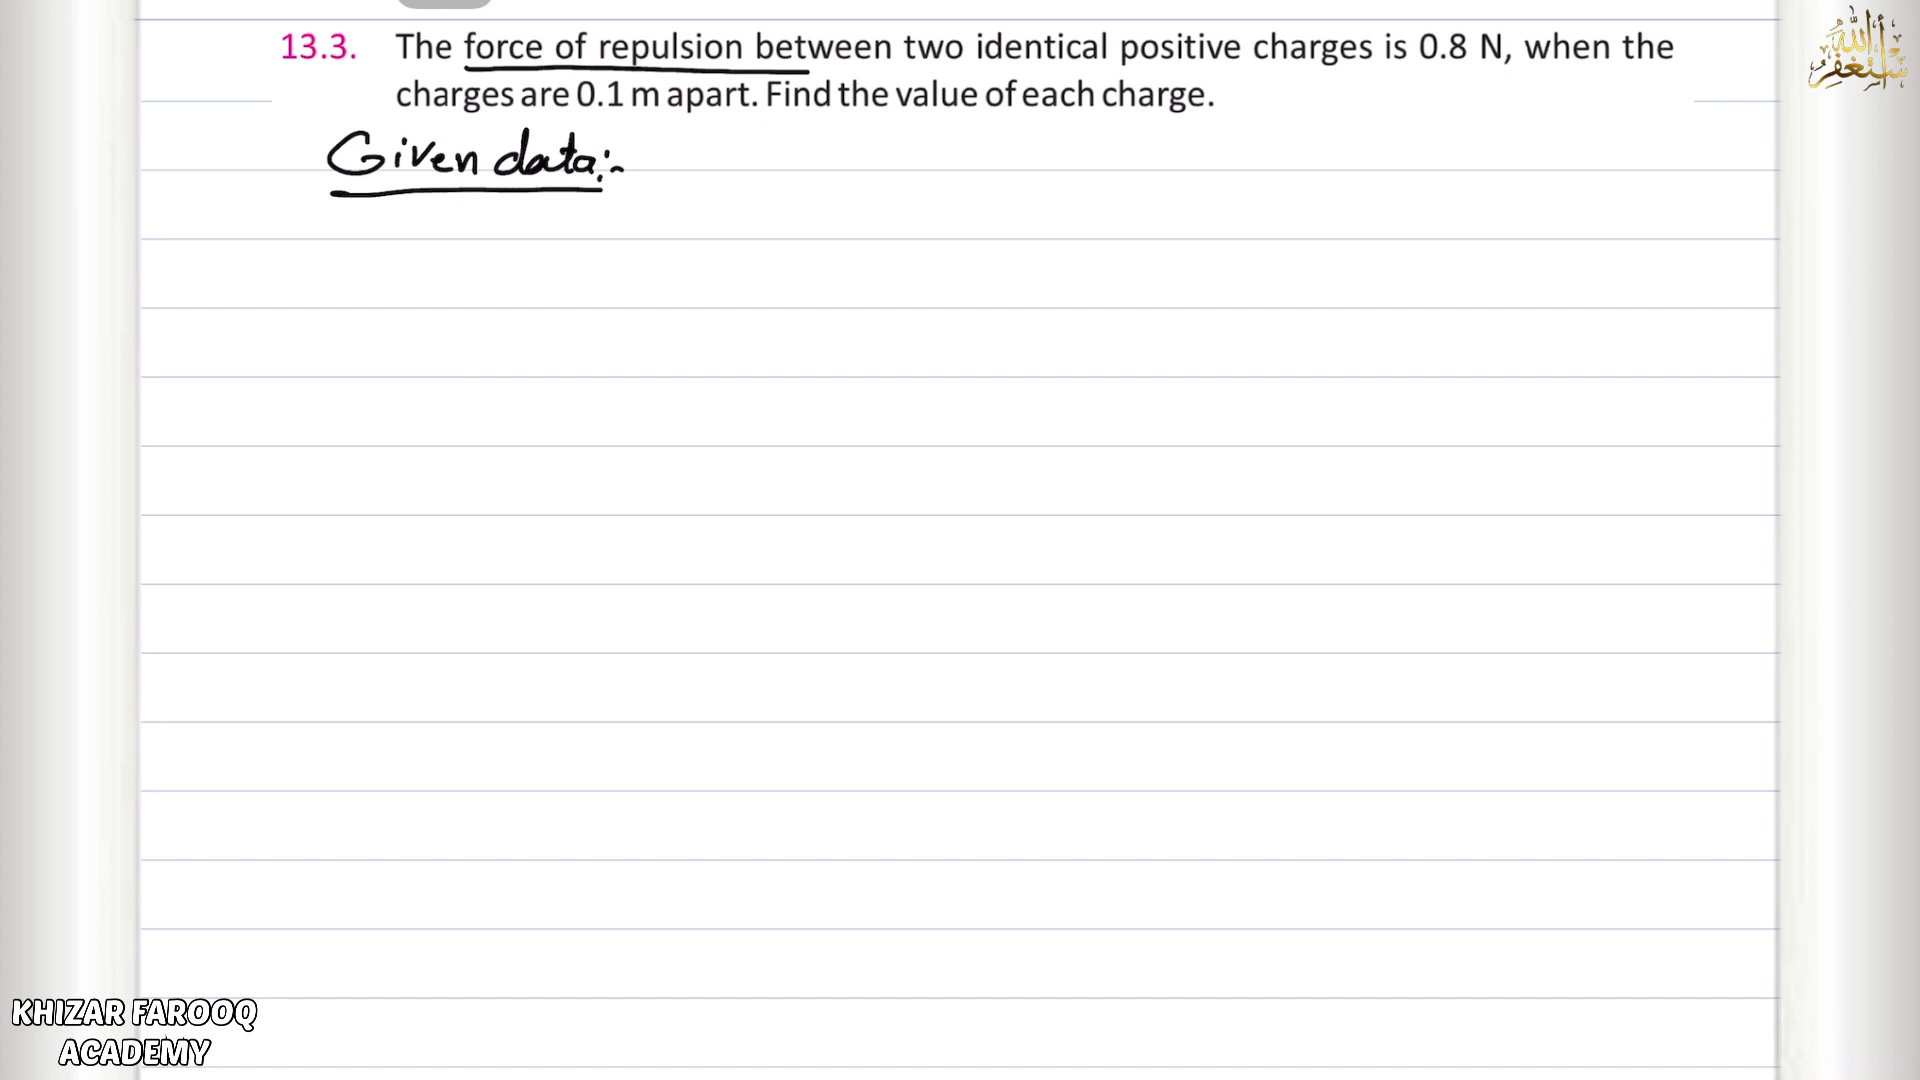 13.3. The force of repulsion between two identical positive charges is 0.8 N, when the
charges are 0.1 m apart. Find the value of each charge.
Given data:-
KHIZAR FAROOQ
ACADEMY